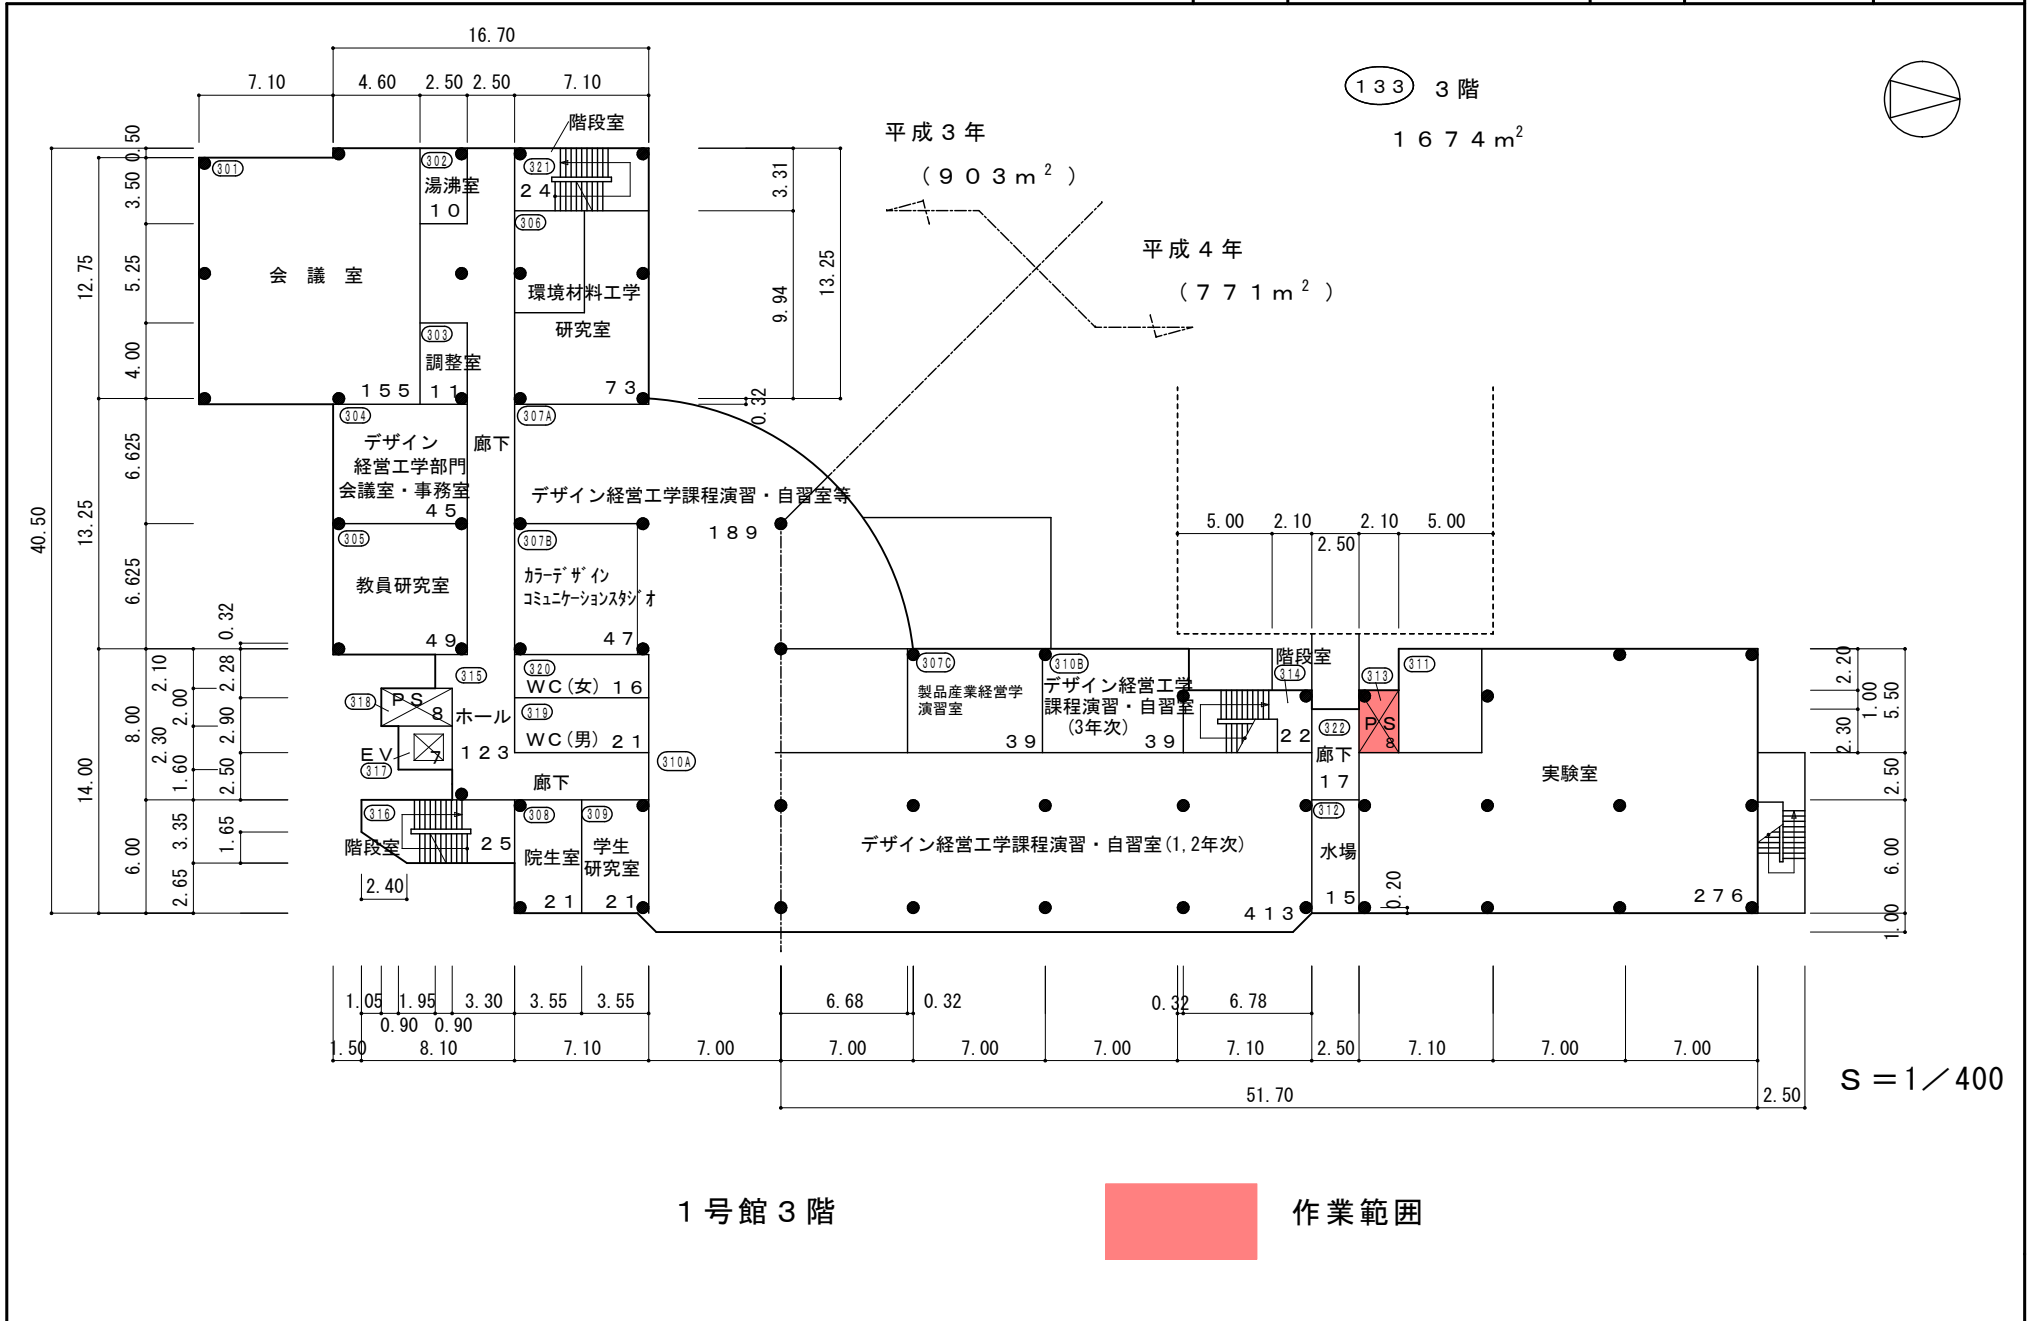 16.70
7.10 4.60 2.50 2.50 7.10
133 3階
1674m²
平成3年
(903m²)
平成4年
(771m²)
階段室
321
24
301
会議室
155
302
湯沸室
10
303
調整室
11
306
環境材料工学
研究室
73
304
デザイン
経営工学部門
会議室・事務室
45
廊下
307A
デザイン経営工学課程演習・自習室等
189
305
教員研究室
49
307B
カラーデザイン
コミュニケーションスタジオ
47
315
ホール
123
318
PS
8
EV
7
317
320
WC(女) 16
319
WC(男) 21
廊下
310A
316
階段室
25
308
院生室
21
309
学生
研究室
21
307C
製品産業経営学
演習室
39
310B
デザイン経営工学
課程演習・自習室
(3年次)
39
階段室
314
22
322
廊下
17
313
PS
8
311
実験室
276
312
水場
15
デザイン経営工学課程演習・自習室(1,2年次)
413
0.50
3.50
5.25
4.00
12.75
6.625
6.625
13.25
40.50
14.00
8.00
6.00
2.10
2.00
2.30
1.60
3.35
2.65
0.32
2.28
2.90
2.50
1.65
2.40
3.31
9.94
13.25
0.32
5.00 2.10 2.50 2.10 5.00
2.20
1.00
2.30
5.50
2.50
6.00
1.00
0.20
1.05 1.95 3.30 3.55 3.55 6.68 0.32 0.32 6.78
0.90 0.90
1.50 8.10 7.10 7.00 7.00 7.00 7.00 7.10 2.50 7.10 7.00 7.00
51.70 2.50
S=1/400
1号館3階
作業範囲